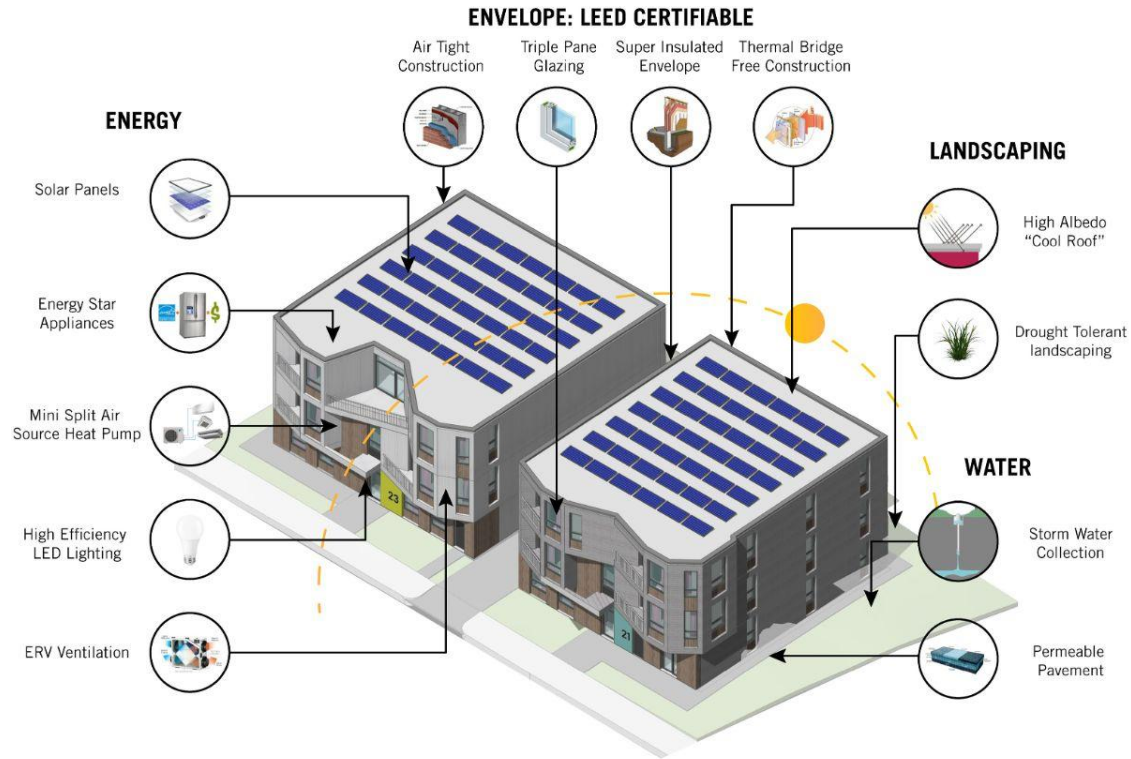 ENVELOPE: LEED CERTIFIABLE
Air Tight
Construction
Triple Pane
Glazing
Super Insulated
Envelope
Thermal Bridge
Free Construction
ENERGY
Solar Panels
Energy Star
Appliances
Mini Split Air
Source Heat Pump
High Efficiency
LED Lighting
ERV Ventilation
23
21
LANDSCAPING
High Albedo
“Cool Roof”
Drought Tolerant
landscaping
WATER
Storm Water
Collection
Permeable
Pavement